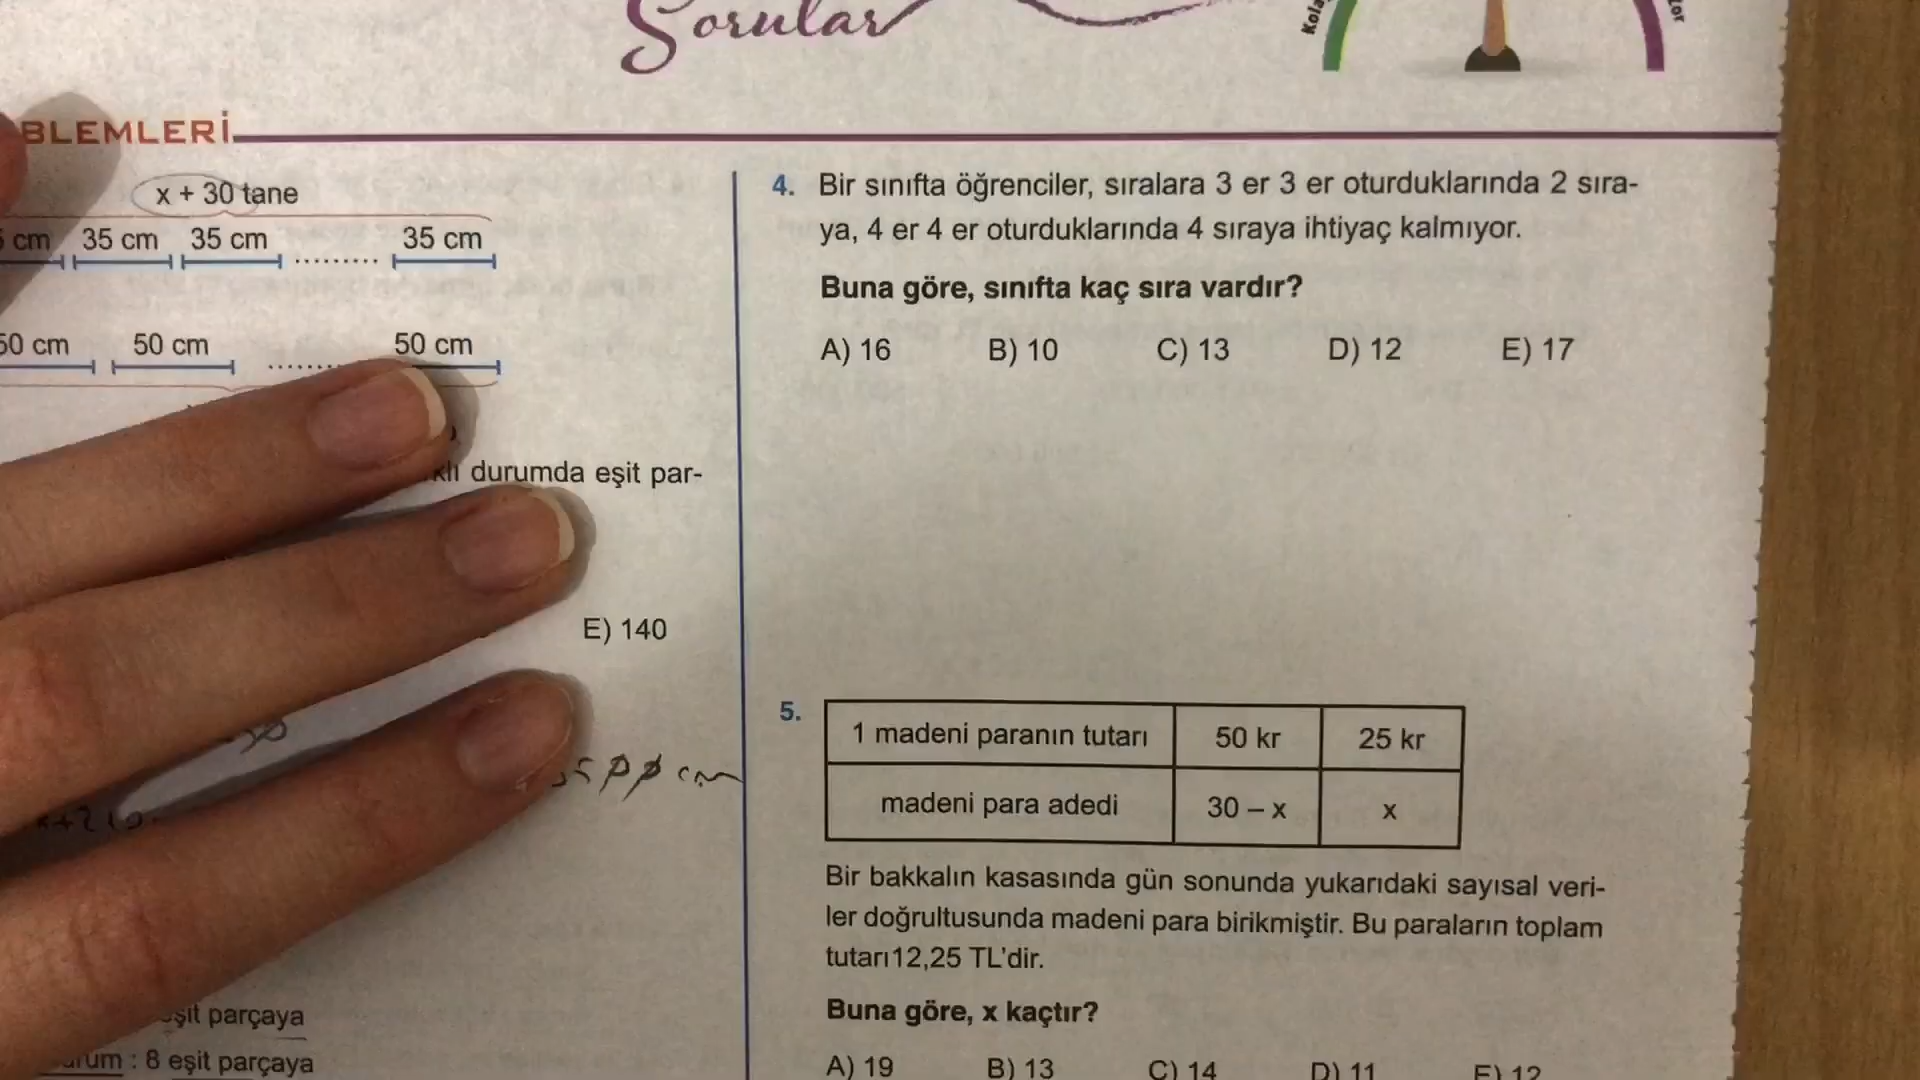 Sorular
BLEMLERİ
x + 30 tane
cm 35 cm 35 cm 35 cm
50 cm 50 cm 50 cm
durumda eşit par-
E) 140
eşit parçaya
: 8 eşit parçaya
4. Bir sınıfta öğrenciler, sıralara 3 er 3 er oturduklarında 2 sıra-
ya, 4 er 4 er oturduklarında 4 sıraya ihtiyaç kalmıyor.
Buna göre, sınıfta kaç sıra vardır?
A) 16 B) 10 C) 13 D) 12 E) 17
5. 1 madeni paranın tutarı 50 kr 25 kr
madeni para adedi 30 – x x
Bir bakkalın kasasında gün sonunda yukarıdaki sayısal veri-
ler doğrultusunda madeni para birikmiştir. Bu paraların toplam
tutarı 12,25 TL'dir.
Buna göre, x kaçtır?
A) 19 B) 13 C) 14 D) 11 E) 12